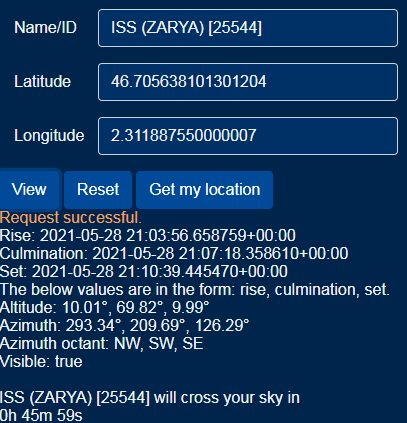 Name/ID ISS (ZARYA) [25544]
Latitude 46.705638101301204
Longitude 2.311887550000007
View Reset Get my location
Request successful.
Rise: 2021-05-28 21:03:56.658759+00:00
Culmination: 2021-05-28 21:07:18.358610+00:00
Set: 2021-05-28 21:10:39.445470+00:00
The below values are in the form: rise, culmination, set.
Altitude: 10.01°, 69.82°, 9.99°
Azimuth: 293.34°, 209.69°, 126.29°
Azimuth octant: NW, SW, SE
Visible: true
ISS (ZARYA) [25544] will cross your sky in
0h 45m 59s